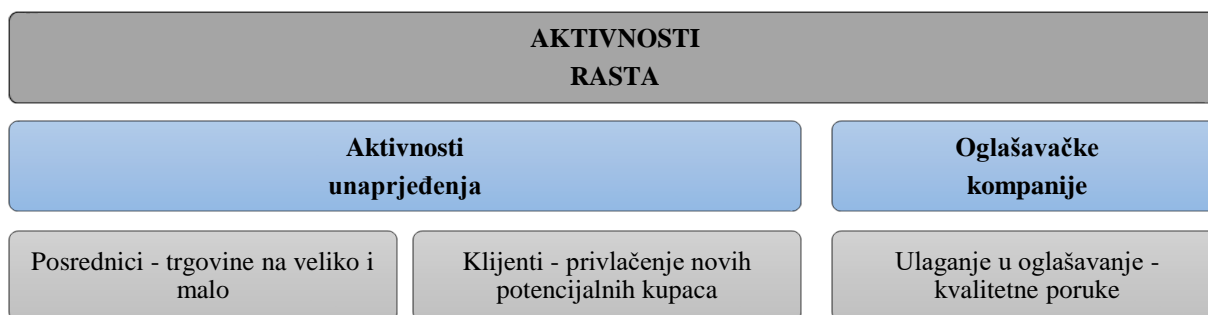 AKTIVNOSTI
RASTA
Aktivnosti
unaprjeđenja
Oglašavačke
kompanije
Posrednici - trgovine na veliko i
malo
Klijenti - privlačenje novih
potencijalnih kupaca
Ulaganje u oglašavanje -
kvalitetne poruke